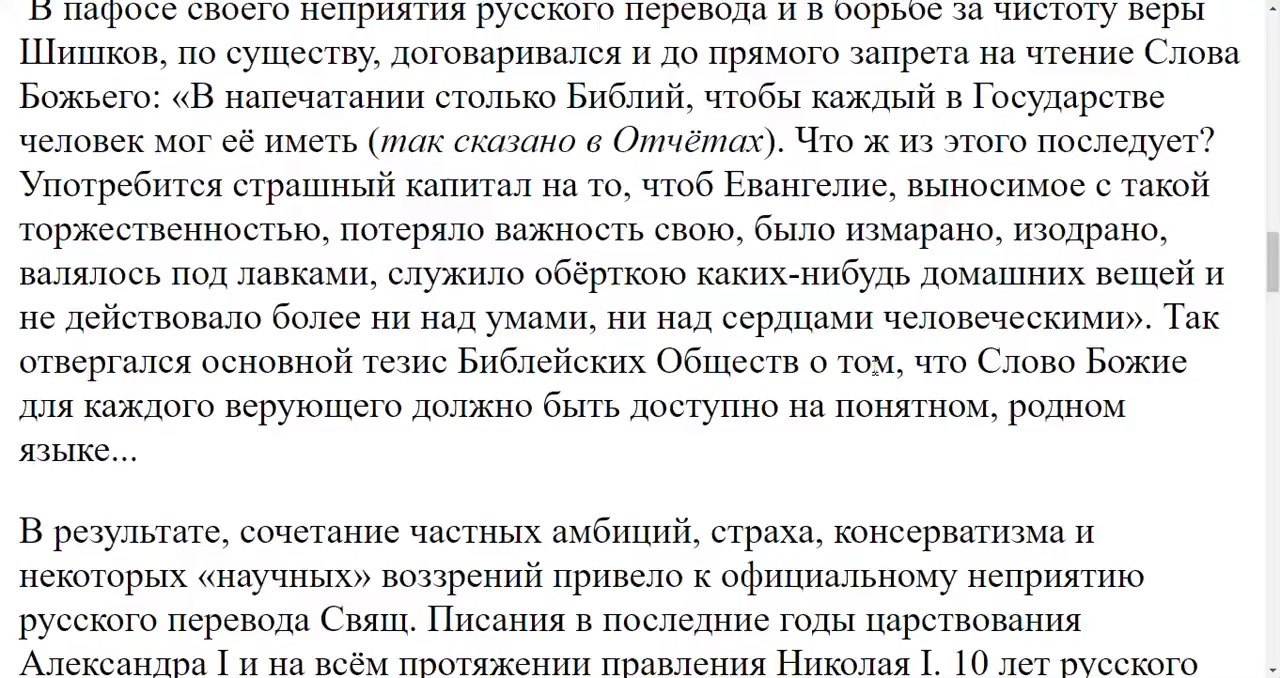 В пафосе своего неприятия русского перевода и в борьбе за чистоту веры
Шишков, по существу, договаривался и до прямого запрета на чтение Слова
Божьего: «В напечатании столько Библий, чтобы каждый в Государстве
человек мог её иметь (так сказано в Отчётах). Что ж из этого последует?
Употребится страшный капитал на то, чтоб Евангелие, выносимое с такой
торжественностью, потеряло важность свою, было измарано, изодрано,
валялось под лавками, служило обёрткою каких-нибудь домашних вещей и
не действовало более ни над умами, ни над сердцами человеческими». Так
отвергался основной тезис Библейских Обществ о том, что Слово Божие
для каждого верующего должно быть доступно на понятном, родном
языке...
В результате, сочетание частных амбиций, страха, консерватизма и
некоторых «научных» воззрений привело к официальному неприятию
русского перевода Свящ. Писания в последние годы царствования
Александра I и на всём протяжении правления Николая I. 10 лет русского